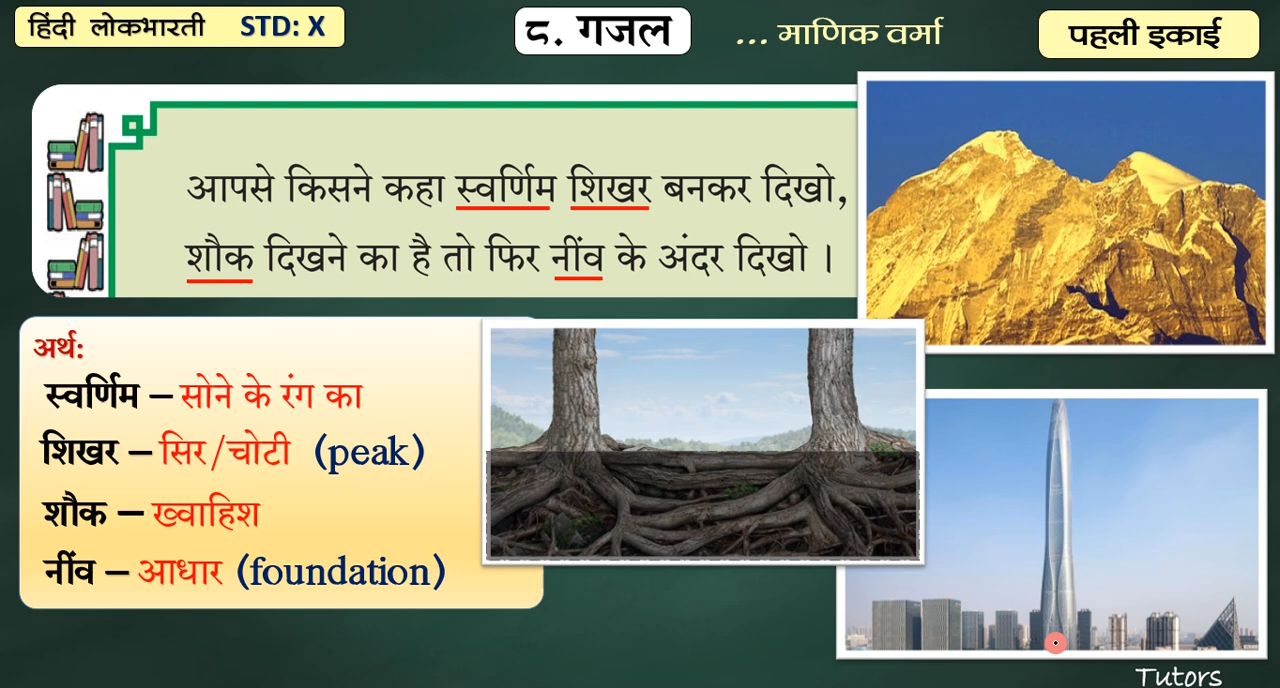 हिंदी लोकभारती STD: X
८. गजल
... माणिक वर्मा
पहली इकाई
आपसे किसने कहा स्वर्णिम शिखर बनकर दिखो,
शौक दिखने का है तो फिर नींव के अंदर दिखो ।
अर्थ:
स्वर्णिम – सोने के रंग का
शिखर – सिर/चोटी (peak)
शौक – ख्वाहिश
नींव – आधार (foundation)
Tutors